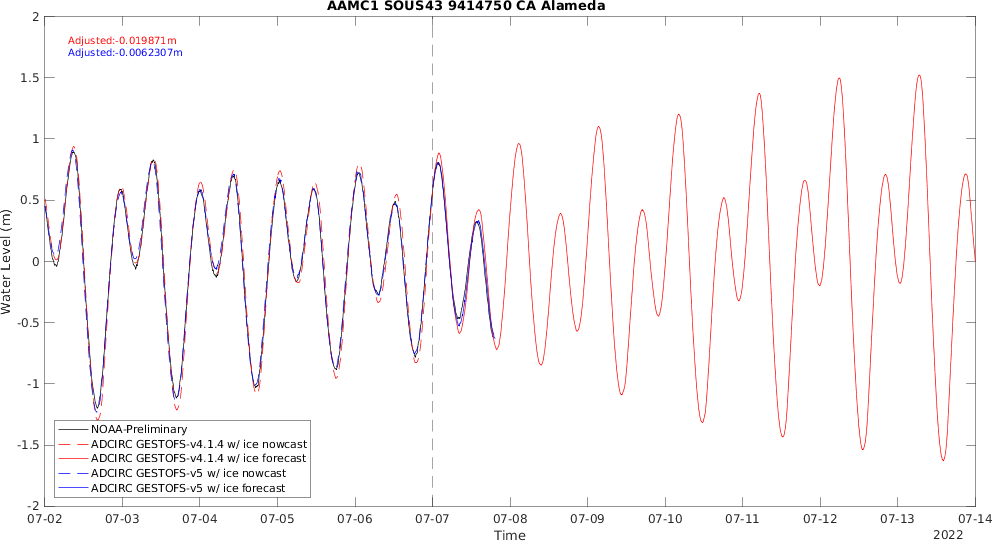 AAMC1 SOUS43 9414750 CA Alameda
2
Adjusted:-0.019871m
Adjusted:-0.0062307m
1.5
1
0.5
0
-0.5
-1
-1.5
-2
Water Level (m)
NOAA-Preliminary
ADCIRC GESTOFS-v4.1.4 w/ ice nowcast
ADCIRC GESTOFS-v4.1.4 w/ ice forecast
ADCIRC GESTOFS-v5 w/ ice nowcast
ADCIRC GESTOFS-v5 w/ ice forecast
07-02 07-03 07-04 07-05 07-06 07-07 07-08 07-09 07-10 07-11 07-12 07-13 07-14
Time
2022